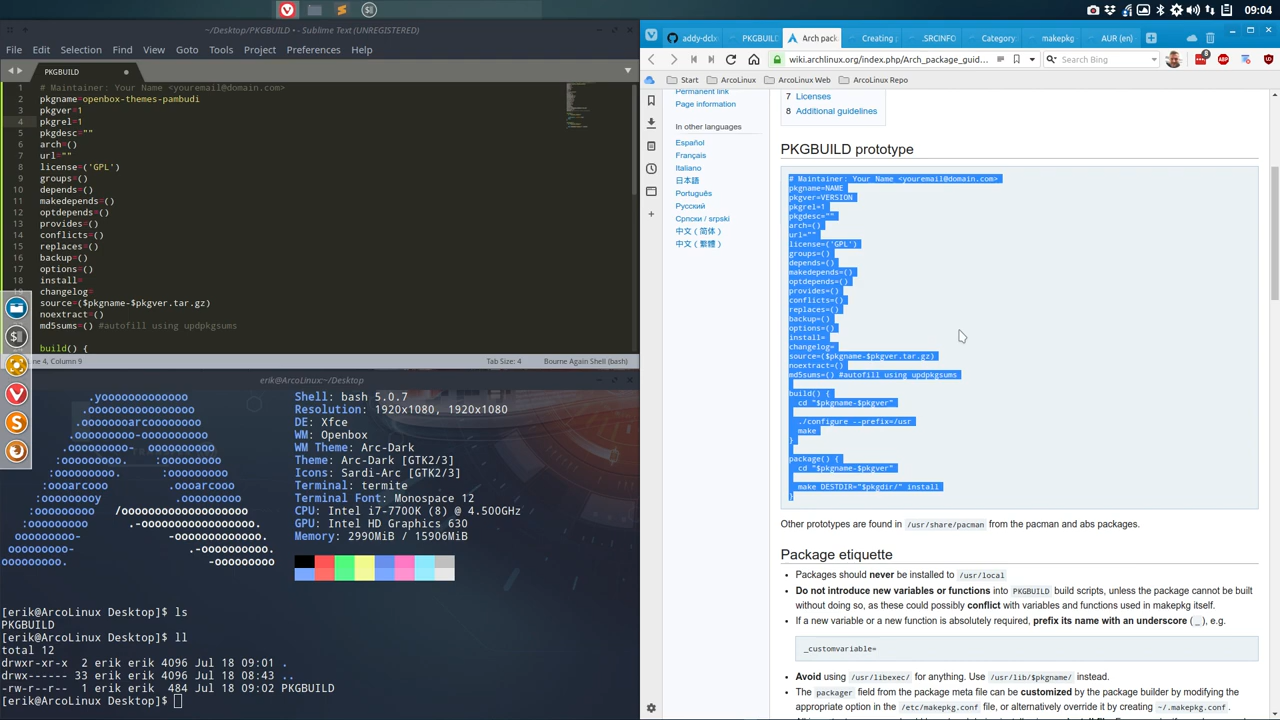 09:04
~/Desktop/PKGBUILD • - Sublime Text (UNREGISTERED)
File Edit Selection Find View Goto Tools Project Preferences Help
PKGBUILD
# Maintainer: Your Name <youremail@domain.com>
pkgname=openbox-themes-pambudi
pkgver=1
pkgrel=1
pkgdesc=""
arch=()
url=""
license=('GPL')
groups=()
depends=()
makedepends=()
optdepends=()
provides=()
conflicts=()
replaces=()
backup=()
options=()
install=
changelog=
source=($pkgname-$pkgver.tar.gz)
noextract=()
md5sums=() #autofill using updpkgsums
build() {
ne 4, Column 9
Tab Size: 4
Bourne Again Shell (bash)
erik@ArcoLinux:~/Desktop
Shell: bash 5.0.7
Resolution: 1920x1080, 1920x1080
DE: Xfce
WM: Openbox
WM Theme: Arc-Dark
Theme: Arc-Dark [GTK2/3]
Icons: Sardi-Arc [GTK2/3]
Terminal: termite
Terminal Font: Monospace 12
CPU: Intel i7-7700K (8) @ 4.500GHz
GPU: Intel HD Graphics 630
Memory: 2990MiB / 15906MiB
[erik@ArcoLinux Desktop]$ ls
PKGBUILD
[erik@ArcoLinux Desktop]$ ll
total 12
drwxr-xr-x 2 erik erik 4096 Jul 18 09:01 .
drwx------ 33 erik erik 4096 Jul 18 08:43 ..
-rw-r--r-- 1 erik erik 484 Jul 18 09:02 PKGBUILD
[erik@ArcoLinux Desktop]$
addy-dclx PKGBUILD Arch pack Creating .SRCINFO Category: makepkg AUR (en)
wiki.archlinux.org/index.php/Arch_package_guid...
Search Bing
8
Start ArcoLinux ArcoLinux Web ArcoLinux Repo
Permanent link
Page information
In other languages
Español
Français
Italiano
日本語
Português
Русский
Српски / srpski
中文（简体）
中文（繁體）
7 Licenses
8 Additional guidelines
PKGBUILD prototype
# Maintainer: Your Name <youremail@domain.com>
pkgname=NAME
pkgver=VERSION
pkgrel=1
pkgdesc=""
arch=()
url=""
license=('GPL')
groups=()
depends=()
makedepends=()
optdepends=()
provides=()
conflicts=()
replaces=()
backup=()
options=()
install=
changelog=
source=($pkgname-$pkgver.tar.gz)
noextract=()
md5sums=() #autofill using updpkgsums
build() {
cd "$pkgname-$pkgver"
./configure --prefix=/usr
make
}
package() {
cd "$pkgname-$pkgver"
make DESTDIR="$pkgdir/" install
}
Other prototypes are found in /usr/share/pacman from the pacman and abs packages.
Package etiquette
• Packages should never be installed to /usr/local
• Do not introduce new variables or functions into PKGBUILD build scripts, unless the package cannot be built
without doing so, as these could possibly conflict with variables and functions used in makepkg itself.
• If a new variable or a new function is absolutely required, prefix its name with an underscore ( _ ), e.g.
_customvariable=
• Avoid using /usr/libexec/ for anything. Use /usr/lib/$pkgname/ instead.
• The packager field from the package meta file can be customized by the package builder by modifying the
appropriate option in the /etc/makepkg.conf file, or alternatively override it by creating ~/.makepkg.conf .